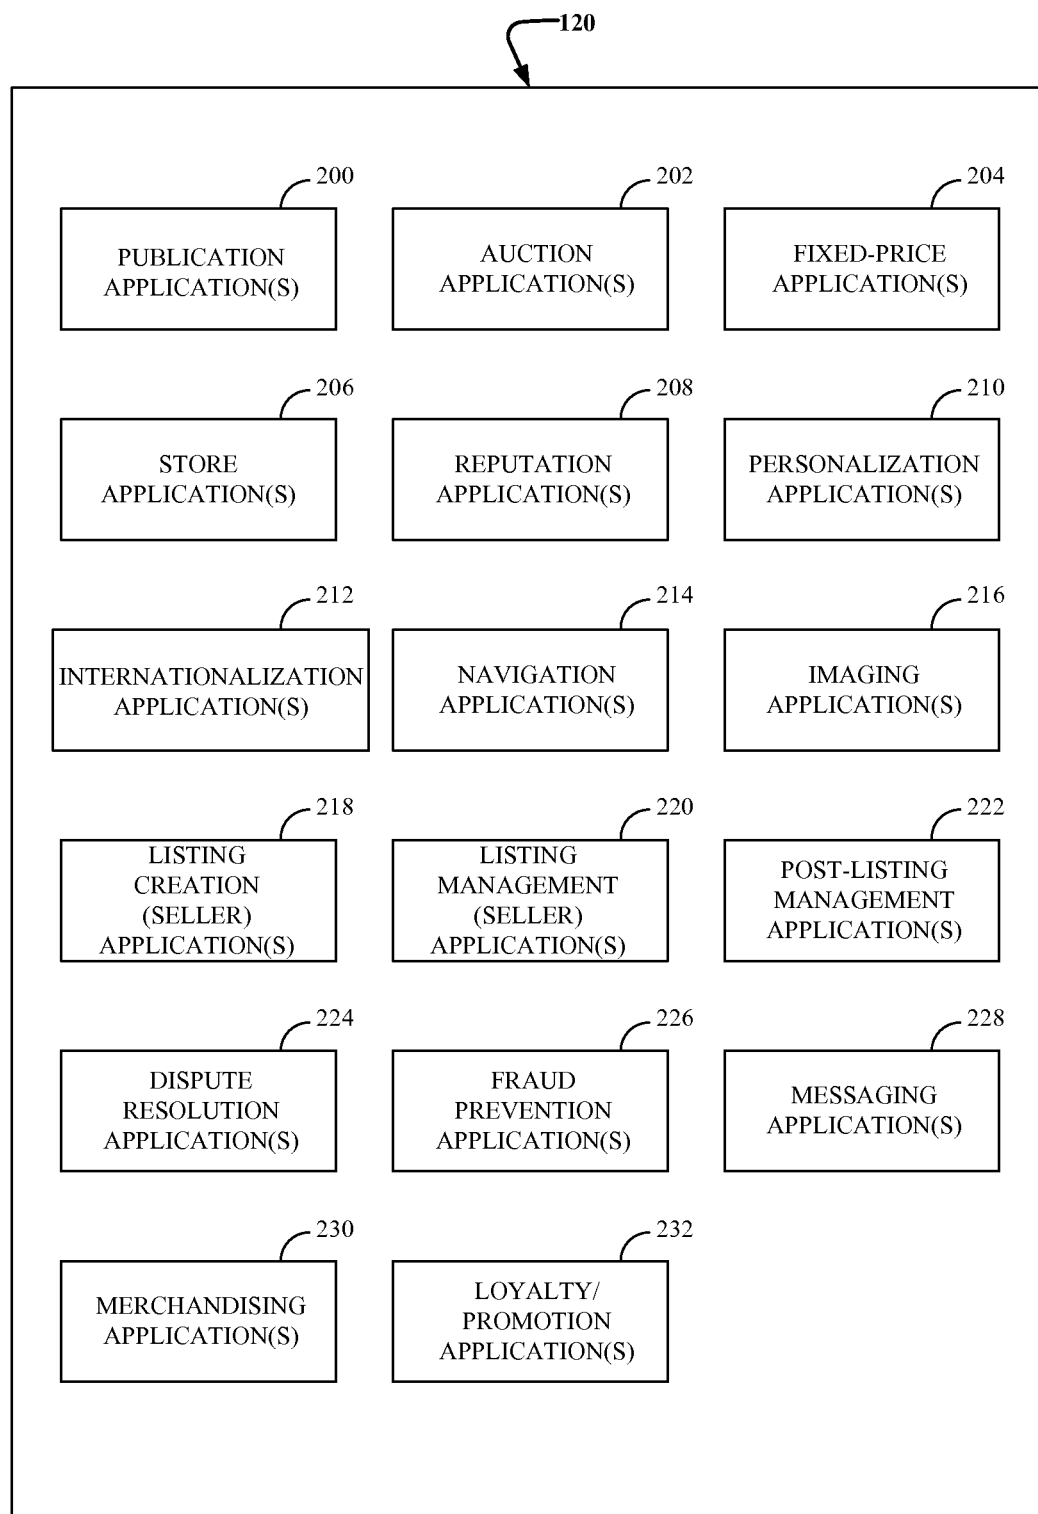 120
200
PUBLICATION
APPLICATION(S)
202
AUCTION
APPLICATION(S)
204
FIXED-PRICE
APPLICATION(S)
206
STORE
APPLICATION(S)
208
REPUTATION
APPLICATION(S)
210
PERSONALIZATION
APPLICATION(S)
212
INTERNATIONALIZATION
APPLICATION(S)
214
NAVIGATION
APPLICATION(S)
216
IMAGING
APPLICATION(S)
218
LISTING
CREATION
(SELLER)
APPLICATION(S)
220
LISTING
MANAGEMENT
(SELLER)
APPLICATION(S)
222
POST-LISTING
MANAGEMENT
APPLICATION(S)
224
DISPUTE
RESOLUTION
APPLICATION(S)
226
FRAUD
PREVENTION
APPLICATION(S)
228
MESSAGING
APPLICATION(S)
230
MERCHANDISING
APPLICATION(S)
232
LOYALTY/
PROMOTION
APPLICATION(S)